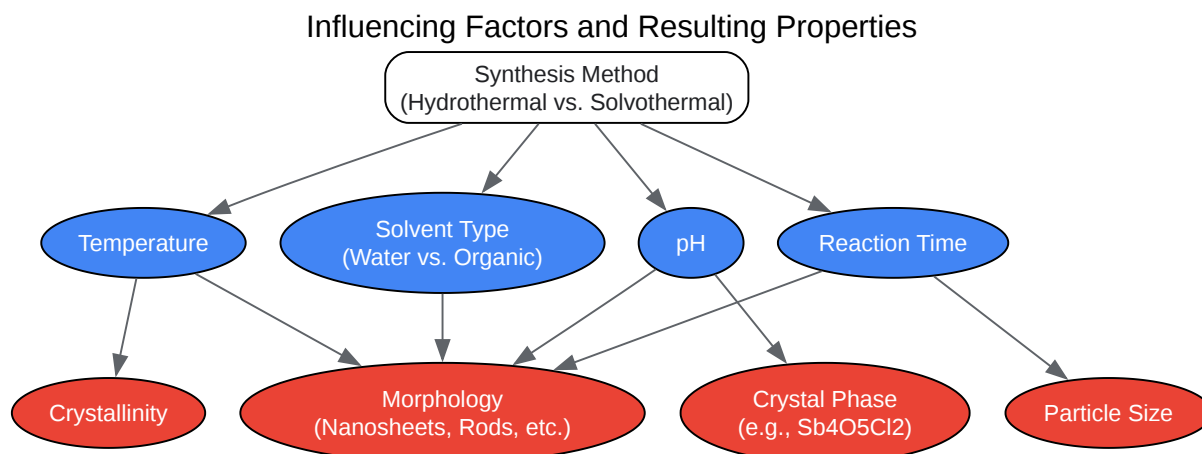 Influencing Factors and Resulting Properties
Synthesis Method
(Hydrothermal vs. Solvothermal)
Temperature
Solvent Type
(Water vs. Organic)
pH
Reaction Time
Crystallinity
Morphology
(Nanosheets, Rods, etc.)
Crystal Phase
(e.g., Sb4O5Cl2)
Particle Size